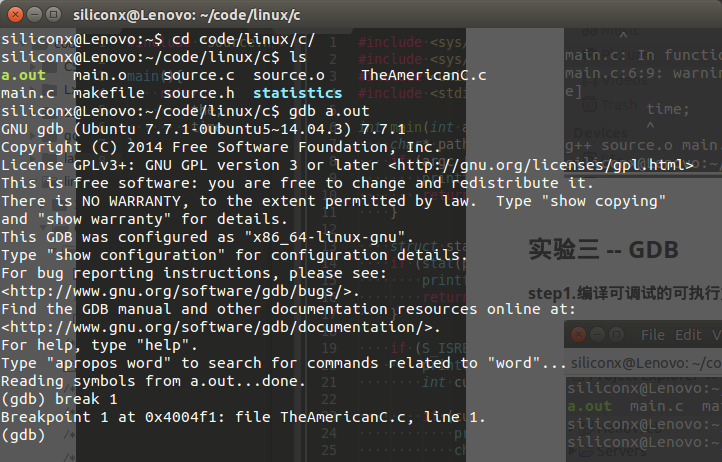 siliconx@Lenovo: ~/code/linux/c
siliconx@Lenovo:~$ cd code/linux/c/
siliconx@Lenovo:~/code/linux/c$ ls
a.out main.o source.c source.o TheAmericanC.c
main.c makefile source.h statistics
siliconx@Lenovo:~/code/linux/c$ gdb a.out
GNU gdb (Ubuntu 7.7.1-0ubuntu5~14.04.3) 7.7.1
Copyright (C) 2014 Free Software Foundation, Inc.
License GPLv3+: GNU GPL version 3 or later <http://gnu.org/licenses/gpl.html>
This is free software: you are free to change and redistribute it.
There is NO WARRANTY, to the extent permitted by law.  Type "show copying"
and "show warranty" for details.
This GDB was configured as "x86_64-linux-gnu".
Type "show configuration" for configuration details.
For bug reporting instructions, please see:
<http://www.gnu.org/software/gdb/bugs/>.
Find the GDB manual and other documentation resources online at:
<http://www.gnu.org/software/gdb/documentation/>.
For help, type "help".
Type "apropos word" to search for commands related to "word"...
Reading symbols from a.out...done.
(gdb) break 1
Breakpoint 1 at 0x4004f1: file TheAmericanC.c, line 1.
(gdb)
实验三 -- GDB
step1.编译可调试的可执行
File Edit V
siliconx@Lenovo: ~/co
siliconx@Lenovo:~
a.out main.c ma
siliconx@Lenovo:~
siliconx@Lenovo:~